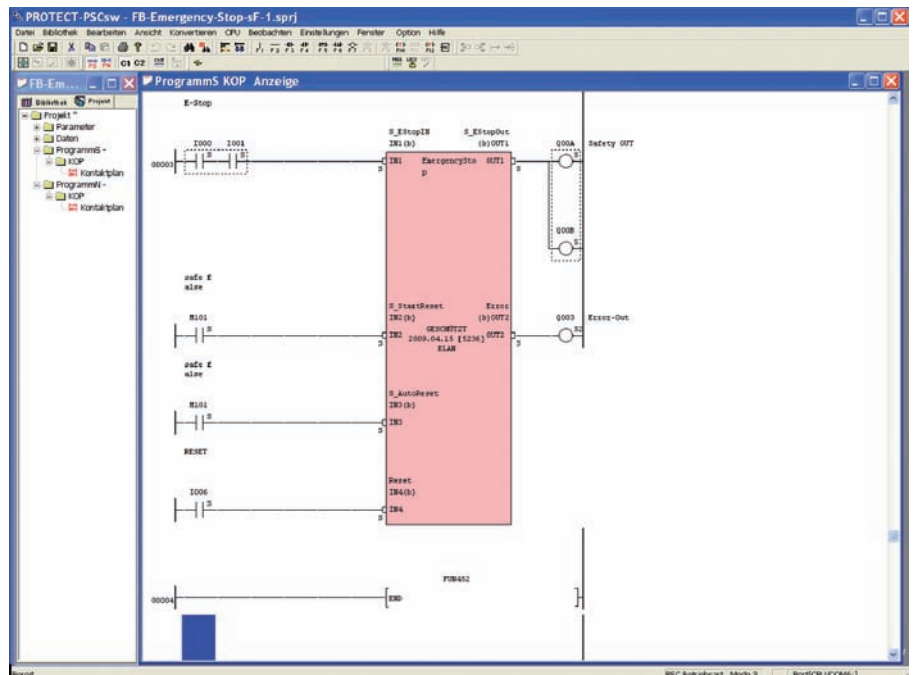 PROTECT-PSCsw - FB-Emergency-Stop-sF-1.sprj
Datei Bibliothek Bearbeiten Ansicht Konvertieren CPU Beobachten Einstellungen Fenster Option Hilfe
C1 C2
FB-Em...
ProgrammS KOP Anzeige
Bibliothek Projekt
Projekt *
Parameter
Daten
ProgrammS -
KOP
Kontaktplan
ProgrammN -
KOP
Kontaktplan
E-Stop
S_EStopIN S_EStopOut
I000 I001 IN1(b) (b)OUT1 Q00A Safety OUT
S S S
00003 IN1 EmergencySto OUT1
p
S S
Q00B
S
safe f
alse
S_StartReset Error
M101 IN2(b) (b)OUT2 Q003 Error-Out
S GESCHÜTZT S2
IN2 2009.04.15 [5236] OUT2
S ELAN S
safe f
alse
S_AutoReset
M101 IN3(b)
S
IN3
S
RESET
Reset
I006 IN4(b)
S
IN4
S
FUN452
00004 END